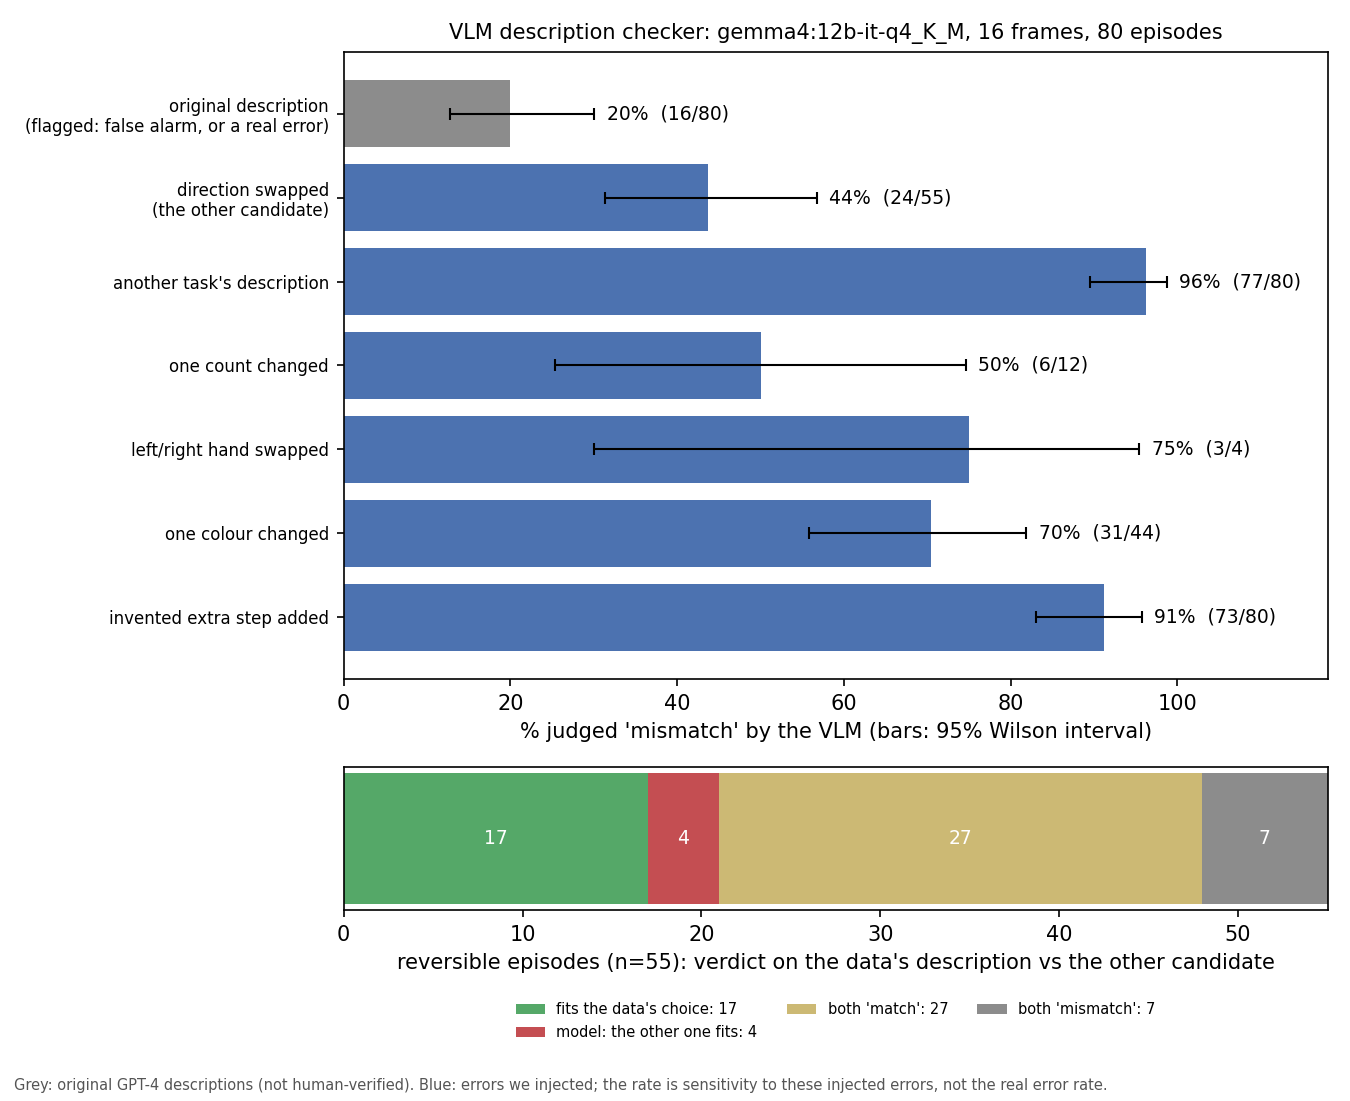 VLM description checker: gemma4:12b-it-q4_K_M, 16 frames, 80 episodes
original description
(flagged: false alarm, or a real error)
20% (16/80)
direction swapped
(the other candidate)
44% (24/55)
another task's description
96% (77/80)
one count changed
50% (6/12)
left/right hand swapped
75% (3/4)
one colour changed
70% (31/44)
invented extra step added
91% (73/80)
0 20 40 60 80 100
% judged 'mismatch' by the VLM (bars: 95% Wilson interval)
17 4 27 7
0 10 20 30 40 50
reversible episodes (n=55): verdict on the data's description vs the other candidate
fits the data's choice: 17 both 'match': 27 both 'mismatch': 7
model: the other one fits: 4
Grey: original GPT-4 descriptions (not human-verified). Blue: errors we injected; the rate is sensitivity to these injected errors, not the real error rate.